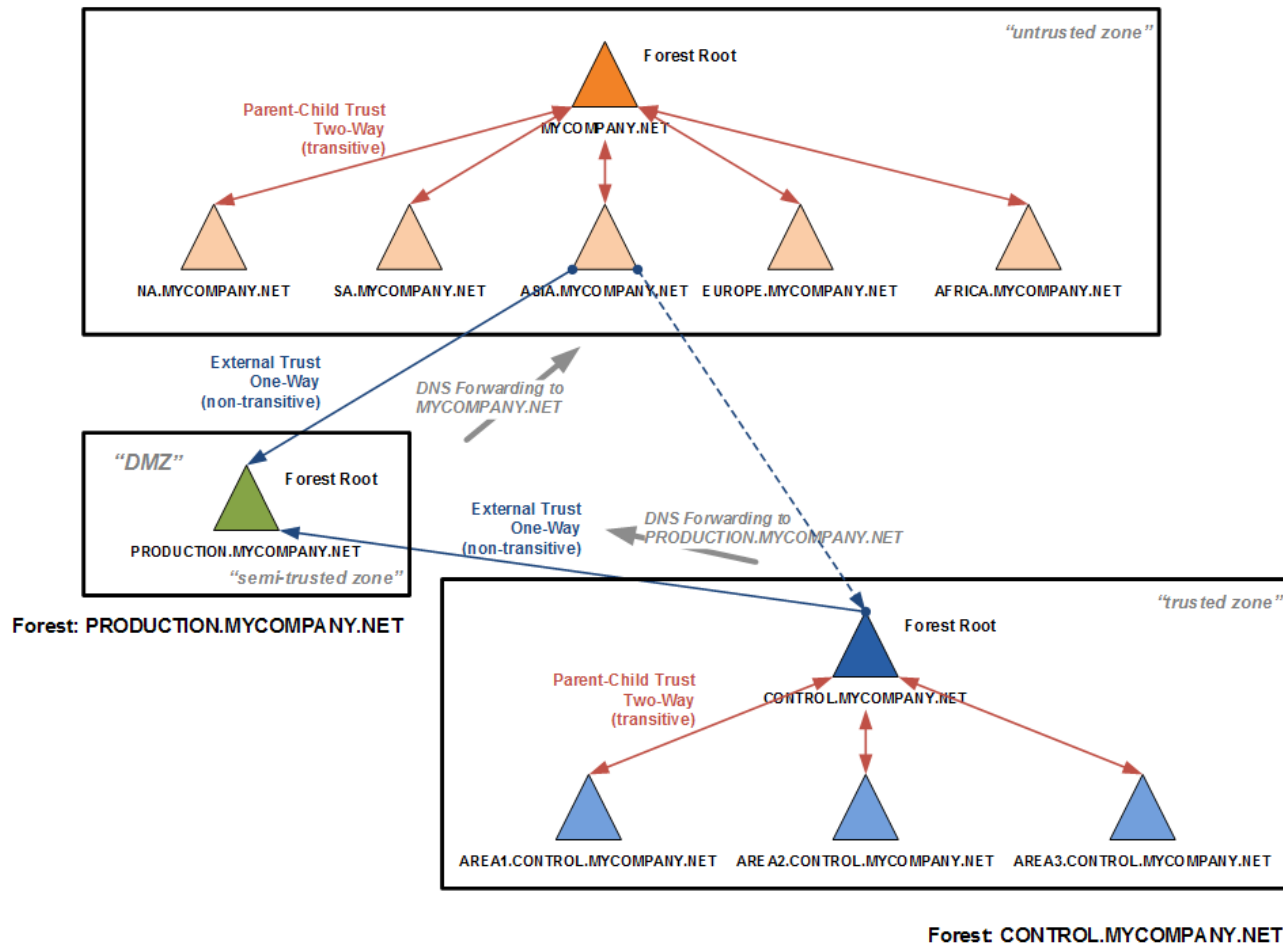 “untrusted zone”
Forest Root
Parent-Child Trust
Two-Way
(transitive)
MYCOMPANY.NET
NA.MYCOMPANY.NET
SA.MYCOMPANY.NET
ASIA.MYCOMPANY.NET
EUROPE.MYCOMPANY.NET
AFRICA.MYCOMPANY.NET
External Trust
One-Way
(non-transitive)
DNS Forwarding to
MYCOMPANY.NET
“DMZ”
Forest Root
PRODUCTION.MYCOMPANY.NET
“semi-trusted zone”
Forest: PRODUCTION.MYCOMPANY.NET
External Trust
One-Way
(non-transitive)
DNS Forwarding to
PRODUCTION.MYCOMPANY.NET
“trusted zone”
Forest Root
Parent-Child Trust
Two-Way
(transitive)
CONTROL.MYCOMPANY.NET
AREA1.CONTROL.MYCOMPANY.NET
AREA2.CONTROL.MYCOMPANY.NET
AREA3.CONTROL.MYCOMPANY.NET
Forest: CONTROL.MYCOMPANY.NET